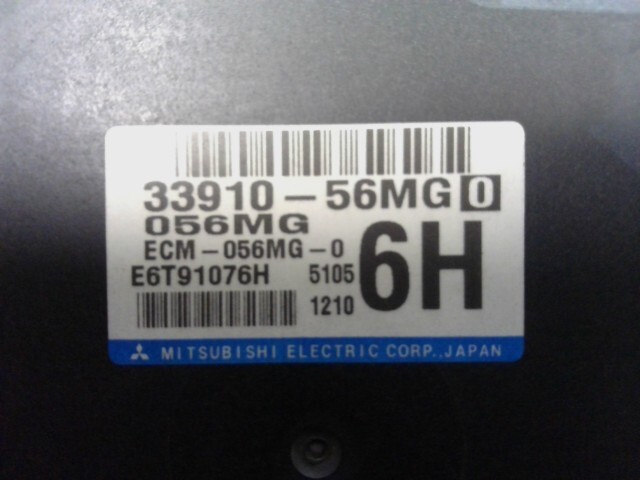 33910-56MG 0
056MG
ECM-056MG-0
E6T91076H 5105
6H
1210
MITSUBISHI ELECTRIC CORP., JAPAN